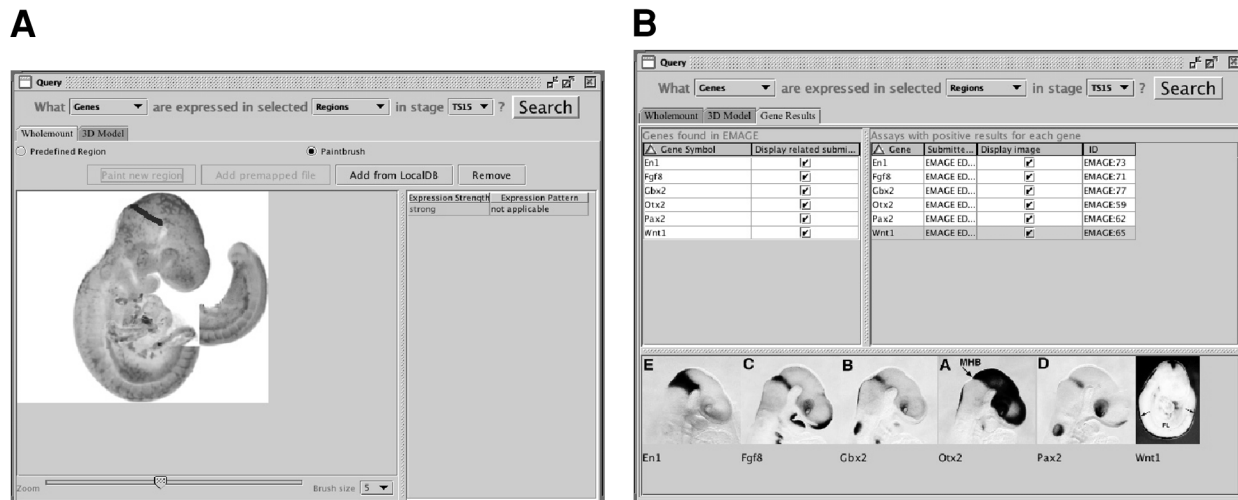 A
Query
What Genes are expressed in selected Regions in stage TS15 ? Search
Wholemount 3D Model
Predefined Region Paintbrush
Paint new region Add premapped file Add from LocalDB Remove
Expression Strength Expression Pattern
strong not applicable
Zoom Brush size 5
B
Query
What Genes are expressed in selected Regions in stage TS15 ? Search
Wholemount 3D Model Gene Results
Genes found in EMAGE
Gene Symbol Display related submi...
En1
Fgf8
Gbx2
Otx2
Pax2
Wnt1
Assays with positive results for each gene
Gene Submitte... Display image ID
En1 EMAGE ED... EMAGE:73
Fgf8 EMAGE ED... EMAGE:71
Gbx2 EMAGE ED... EMAGE:77
Otx2 EMAGE ED... EMAGE:59
Pax2 EMAGE ED... EMAGE:62
Wnt1 EMAGE ED... EMAGE:65
E C B A MHB D
FL
En1 Fgf8 Gbx2 Otx2 Pax2 Wnt1